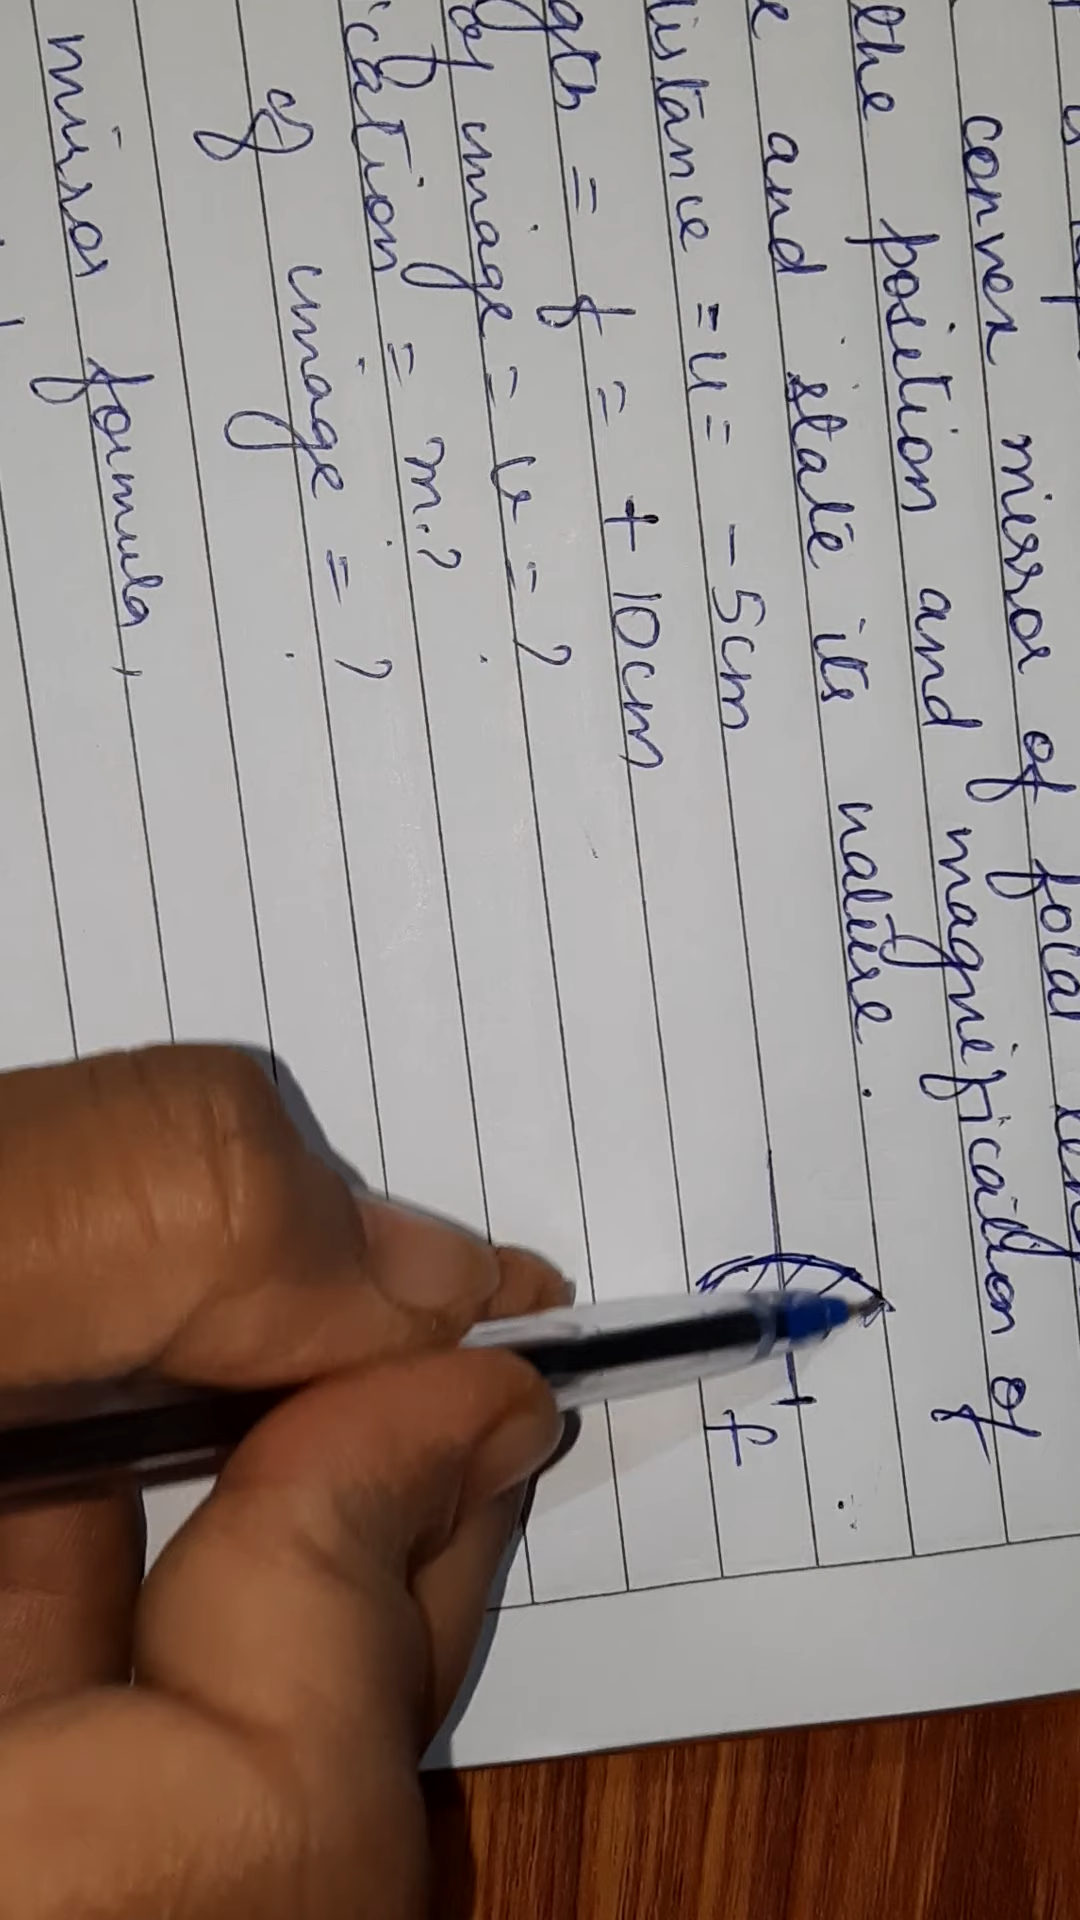 convex mirror of focal
the position and magnification of
and state its nature.
distance = u = - 5cm
= f = + 10cm
of image = v = ?
= m ?
of image = ?
mirror formula,
f